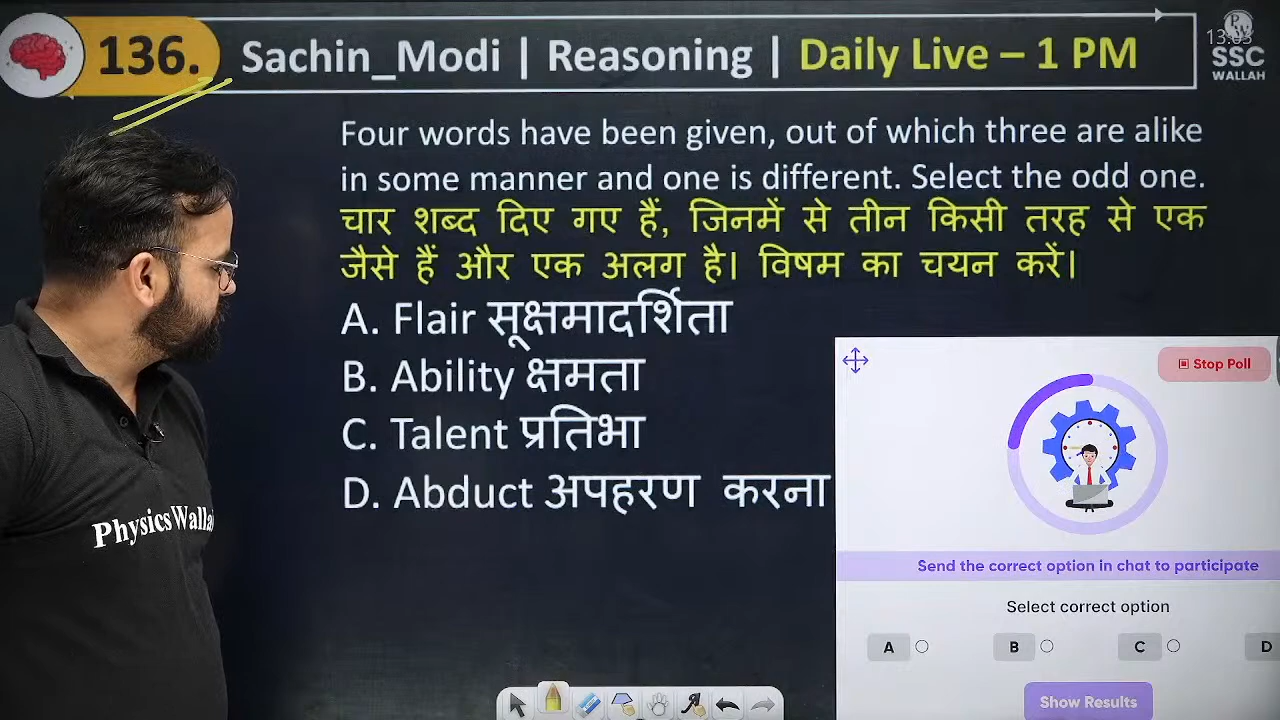 136. Sachin_Modi | Reasoning | Daily Live – 1 PM
SSC
WALLAH
Four words have been given, out of which three are alike
in some manner and one is different. Select the odd one.
चार शब्द दिए गए हैं, जिनमें से तीन किसी तरह से एक
जैसे हैं और एक अलग है। विषम का चयन करें।
A. Flair सूक्षमादर्शिता
B. Ability क्षमता
C. Talent प्रतिभा
D. Abduct अपहरण करना
Stop Poll
Send the correct option in chat to participate
Select correct option
A B C D
Show Results